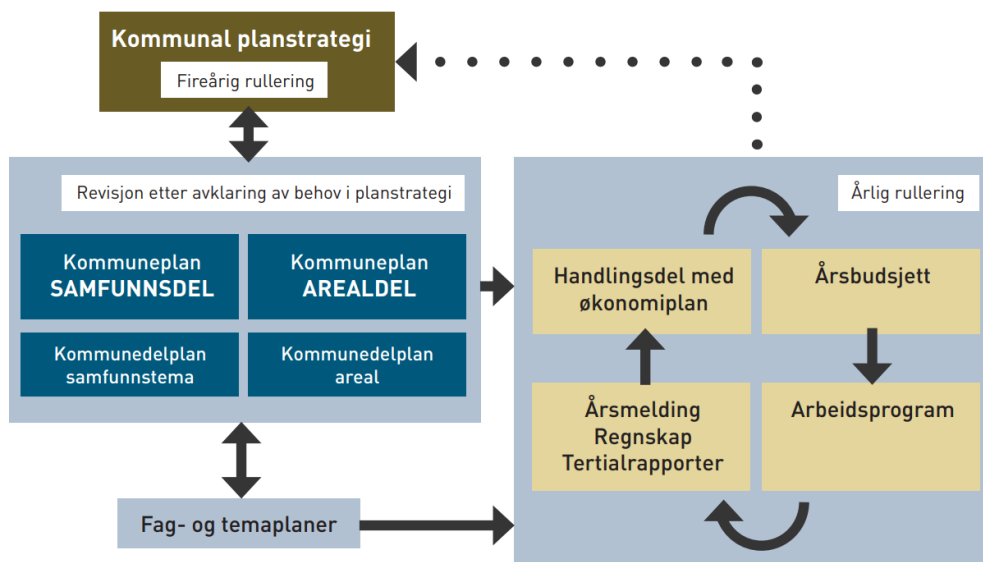 Kommunal planstrategi
Fireårig rullering
Revisjon etter avklaring av behov i planstrategi
Kommuneplan
SAMFUNNSDEL
Kommuneplan
AREALDEL
Kommunedelplan
samfunnstema
Kommunedelplan
areal
Fag- og temaplaner
Årlig rullering
Handlingsdel med
økonomiplan
Årsbudsjett
Årsmelding
Regnskap
Tertialrapporter
Arbeidsprogram